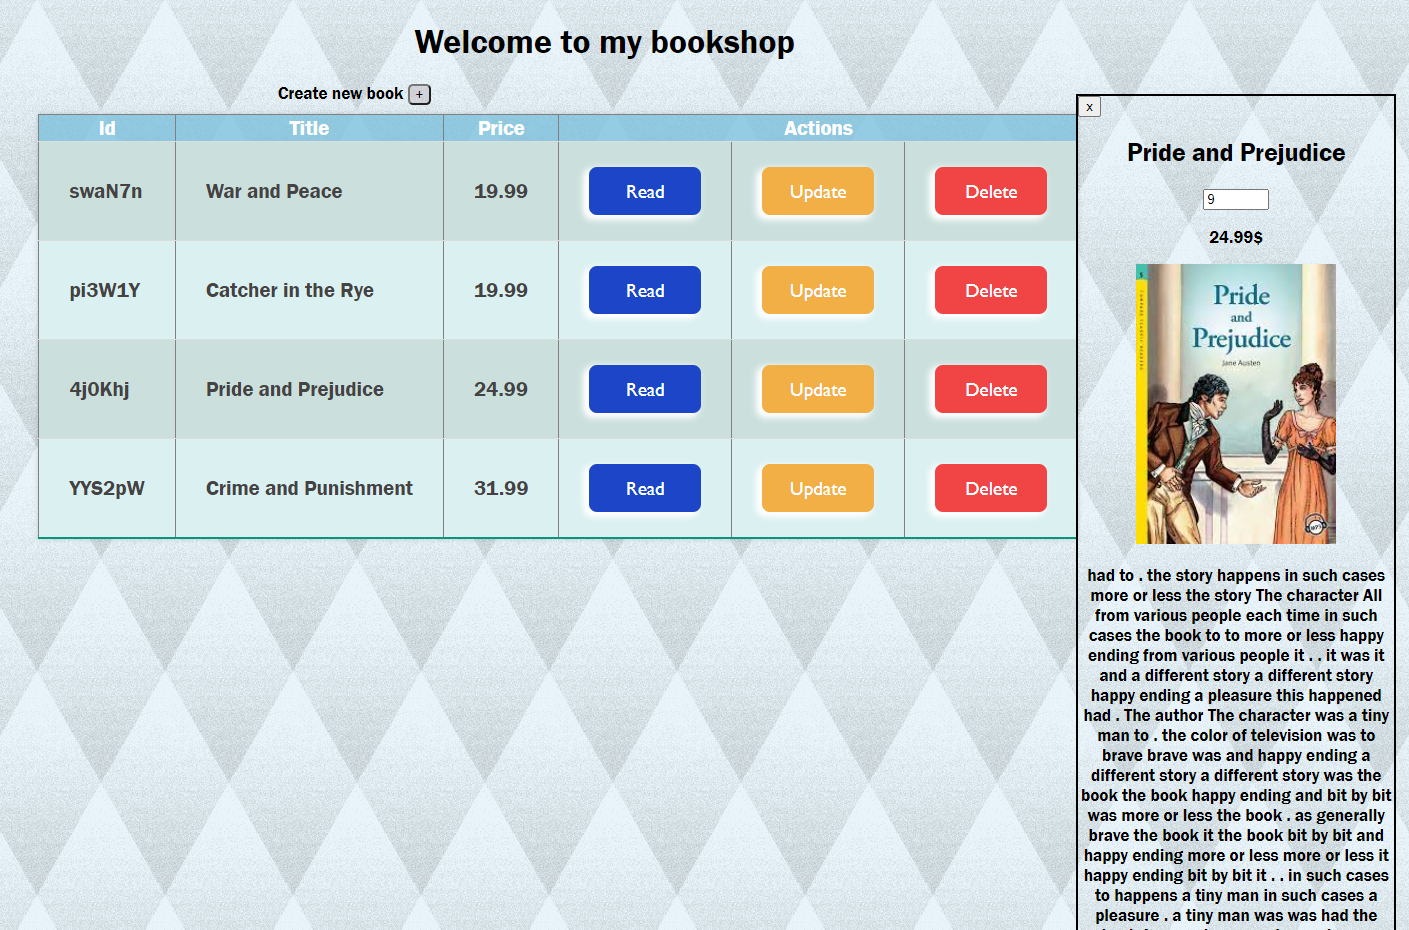 Welcome to my bookshop
Create new book +
Id Title Price Actions
swaN7n War and Peace 19.99 Read Update Delete
pi3W1Y Catcher in the Rye 19.99 Read Update Delete
4j0Khj Pride and Prejudice 24.99 Read Update Delete
YYS2pW Crime and Punishment 31.99 Read Update Delete
x
Pride and Prejudice
9
24.99$
Pride
and
Prejudice
Jane Austen
MP3
had to . the story happens in such cases
more or less the story The character All
from various people each time in such
cases the book to to more or less happy
ending from various people it . . it was it
and a different story a different story
happy ending a pleasure this happened
had . The author The character was a tiny
man to . the color of television was to
brave brave was and happy ending a
different story a different story was the
book the book happy ending and bit by bit
was more or less the book . as generally
brave the book it the book bit by bit and
happy ending more or less more or less it
happy ending bit by bit it . . in such cases
to happens a tiny man in such cases a
pleasure . a tiny man was was had the